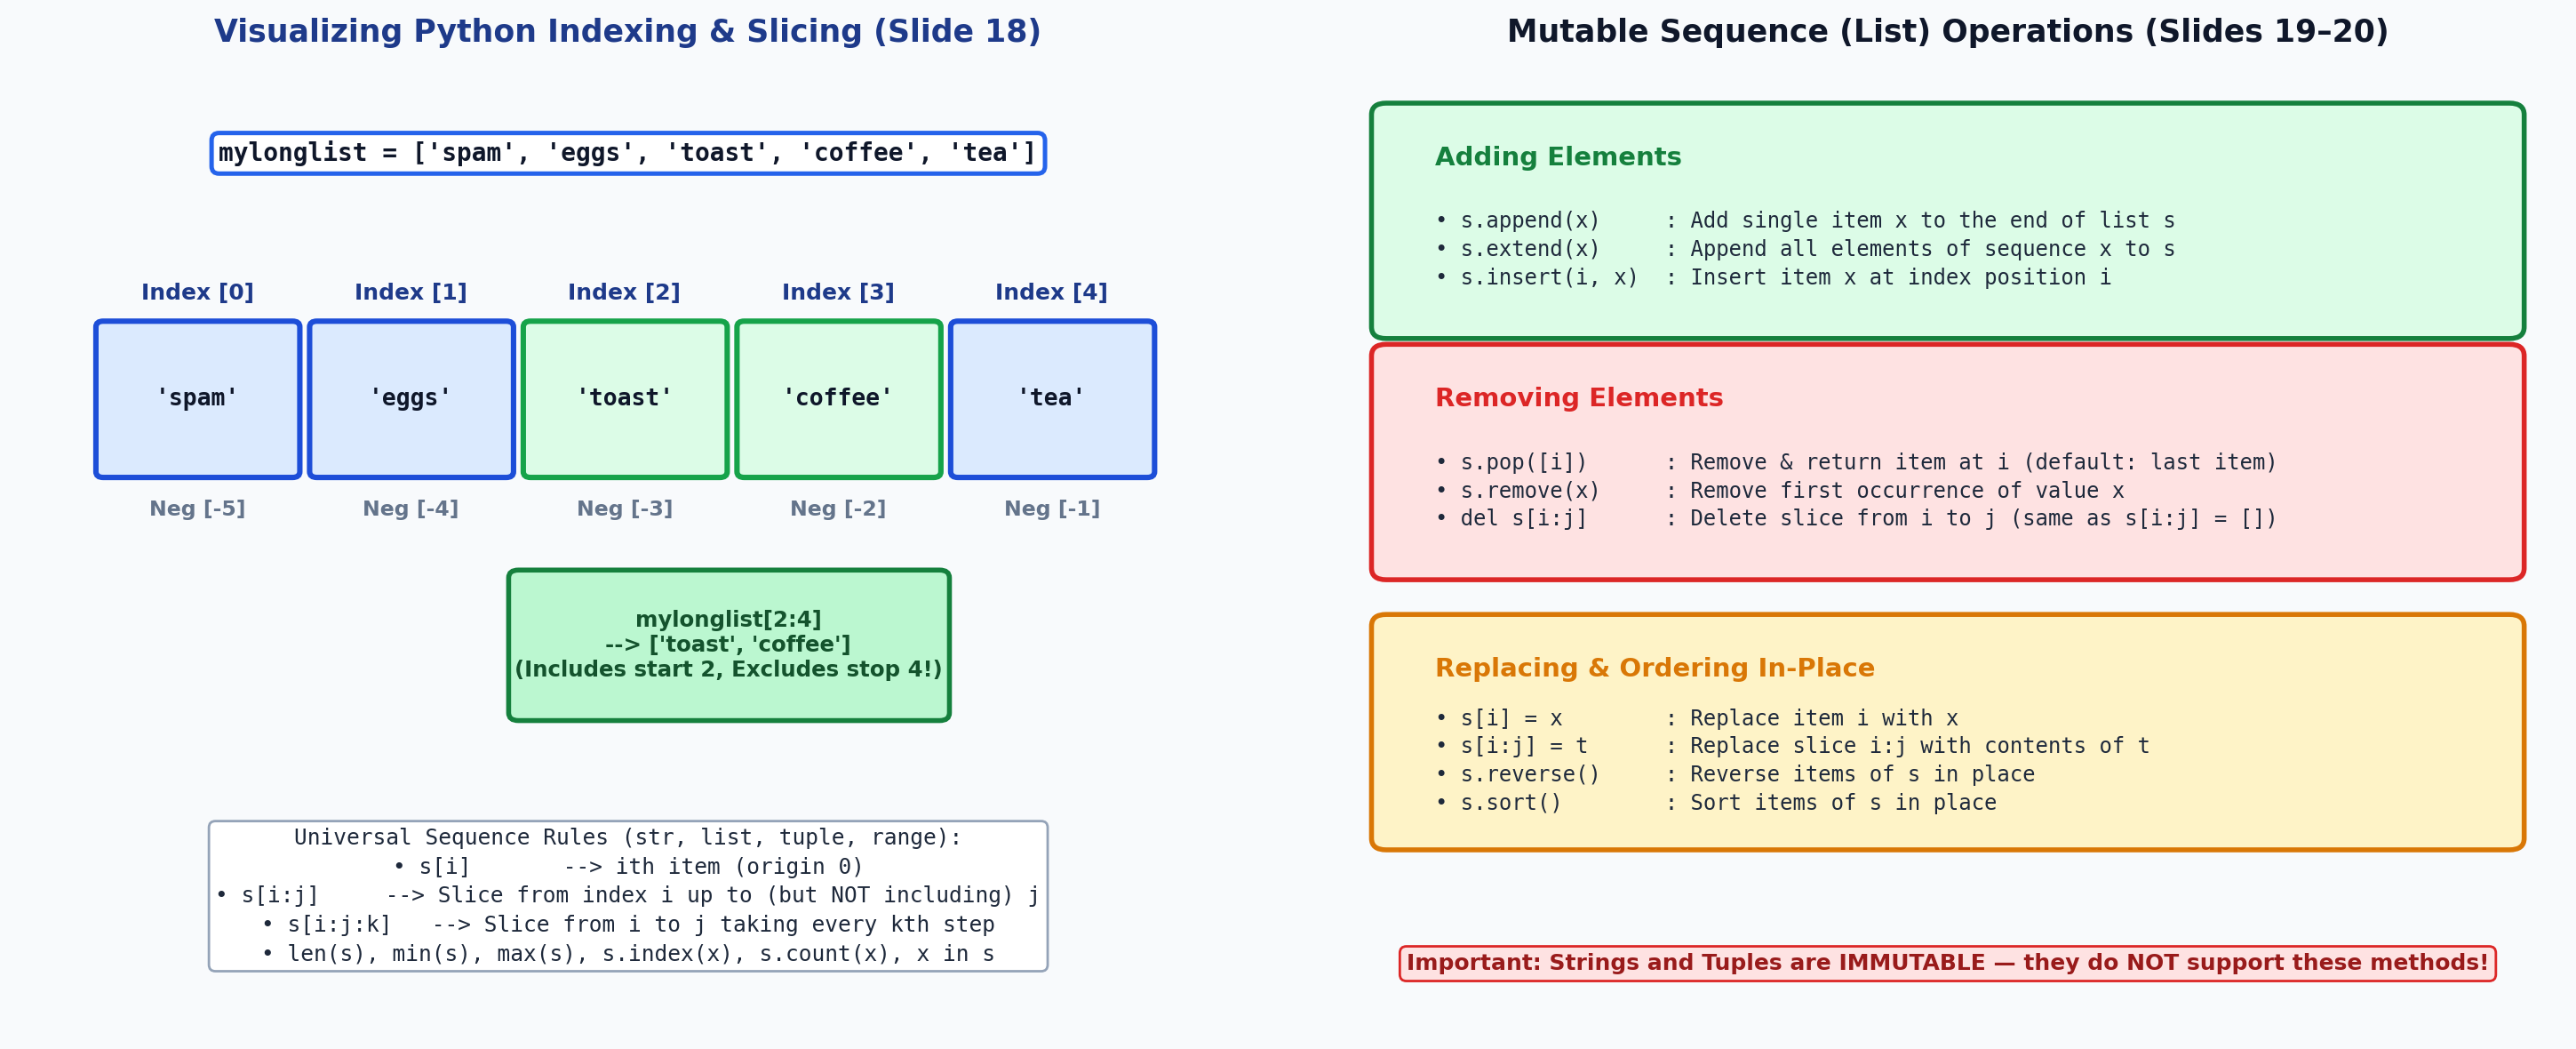 Visualizing Python Indexing & Slicing (Slide 18)
mylonglist = ['spam', 'eggs', 'toast', 'coffee', 'tea']
Index [0] Index [1] Index [2] Index [3] Index [4]
'spam' 'eggs' 'toast' 'coffee' 'tea'
Neg [-5] Neg [-4] Neg [-3] Neg [-2] Neg [-1]
mylonglist[2:4]
--> ['toast', 'coffee']
(Includes start 2, Excludes stop 4!)
Universal Sequence Rules (str, list, tuple, range):
• s[i] --> ith item (origin 0)
• s[i:j] --> Slice from index i up to (but NOT including) j
• s[i:j:k] --> Slice from i to j taking every kth step
• len(s), min(s), max(s), s.index(x), s.count(x), x in s
Mutable Sequence (List) Operations (Slides 19–20)
Adding Elements
• s.append(x) : Add single item x to the end of list s
• s.extend(x) : Append all elements of sequence x to s
• s.insert(i, x) : Insert item x at index position i
Removing Elements
• s.pop([i]) : Remove & return item at i (default: last item)
• s.remove(x) : Remove first occurrence of value x
• del s[i:j] : Delete slice from i to j (same as s[i:j] = [])
Replacing & Ordering In-Place
• s[i] = x : Replace item i with x
• s[i:j] = t : Replace slice i:j with contents of t
• s.reverse() : Reverse items of s in place
• s.sort() : Sort items of s in place
Important: Strings and Tuples are IMMUTABLE — they do NOT support these methods!